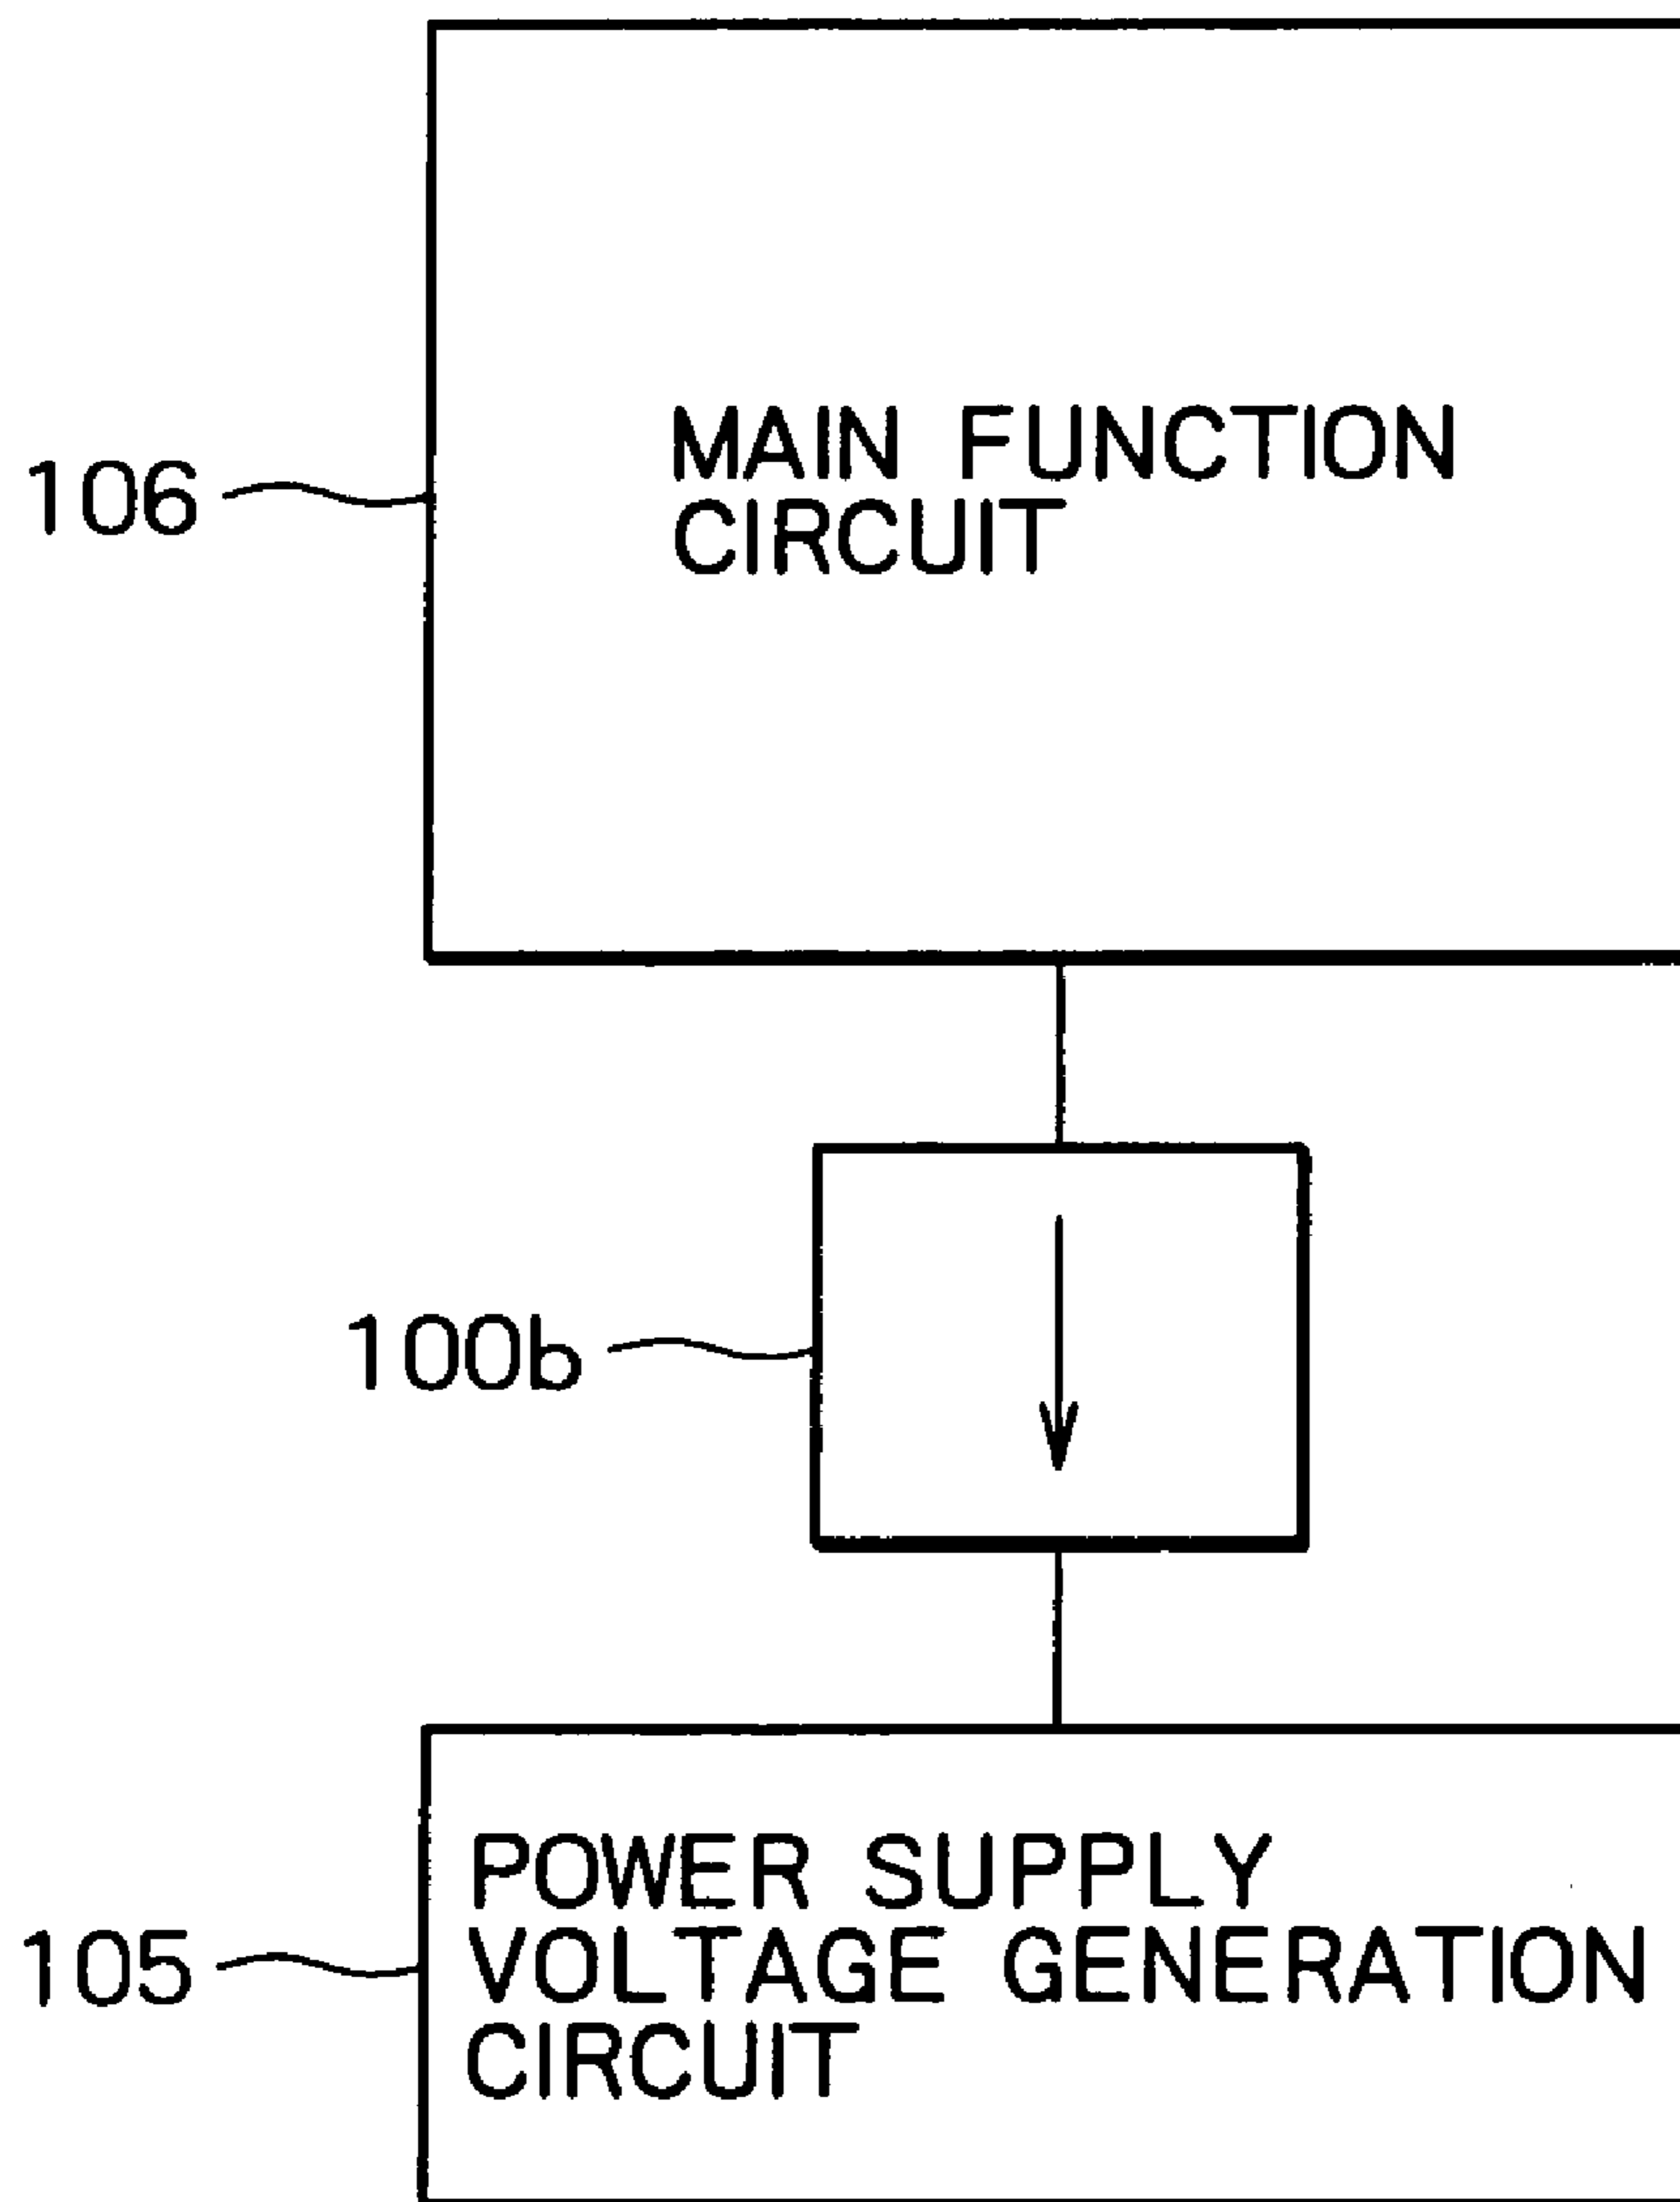 MAIN FUNCTION
CIRCUIT
106
100b
POWER SUPPLY
VOLTAGE GENERATION
CIRCUIT
105